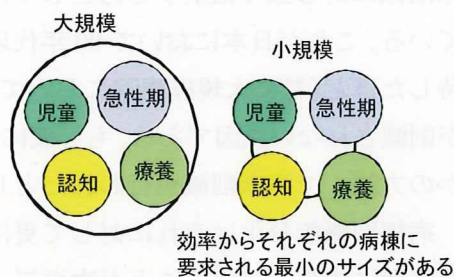 大規模
児童
急性期
認知
療養
小規模
児童
急性期
認知
療養
効率からそれぞれの病棟に
要求される最小のサイズがある